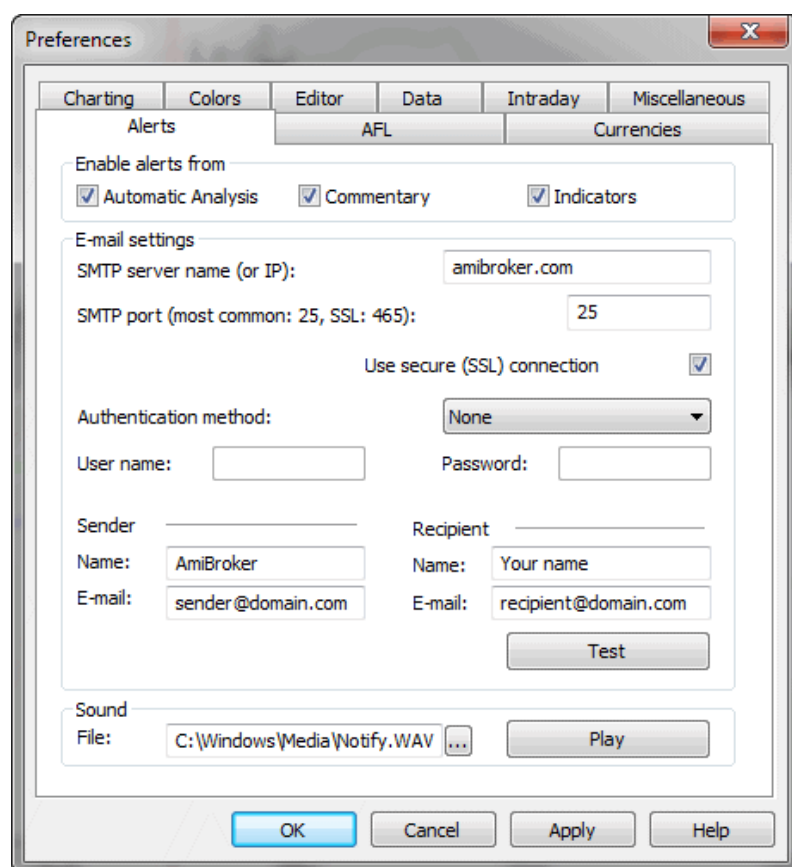 Preferences
Charting Colors Editor Data Intraday Miscellaneous
Alerts AFL Currencies
Enable alerts from
Automatic Analysis Commentary Indicators
E-mail settings
SMTP server name (or IP): amibroker.com
SMTP port (most common: 25, SSL: 465): 25
Use secure (SSL) connection
Authentication method: None
User name: Password:
Sender Recipient
Name: AmiBroker Name: Your name
E-mail: sender@domain.com E-mail: recipient@domain.com
Test
Sound
File: C:\Windows\Media\Notify.WAV ... Play
OK Cancel Apply Help